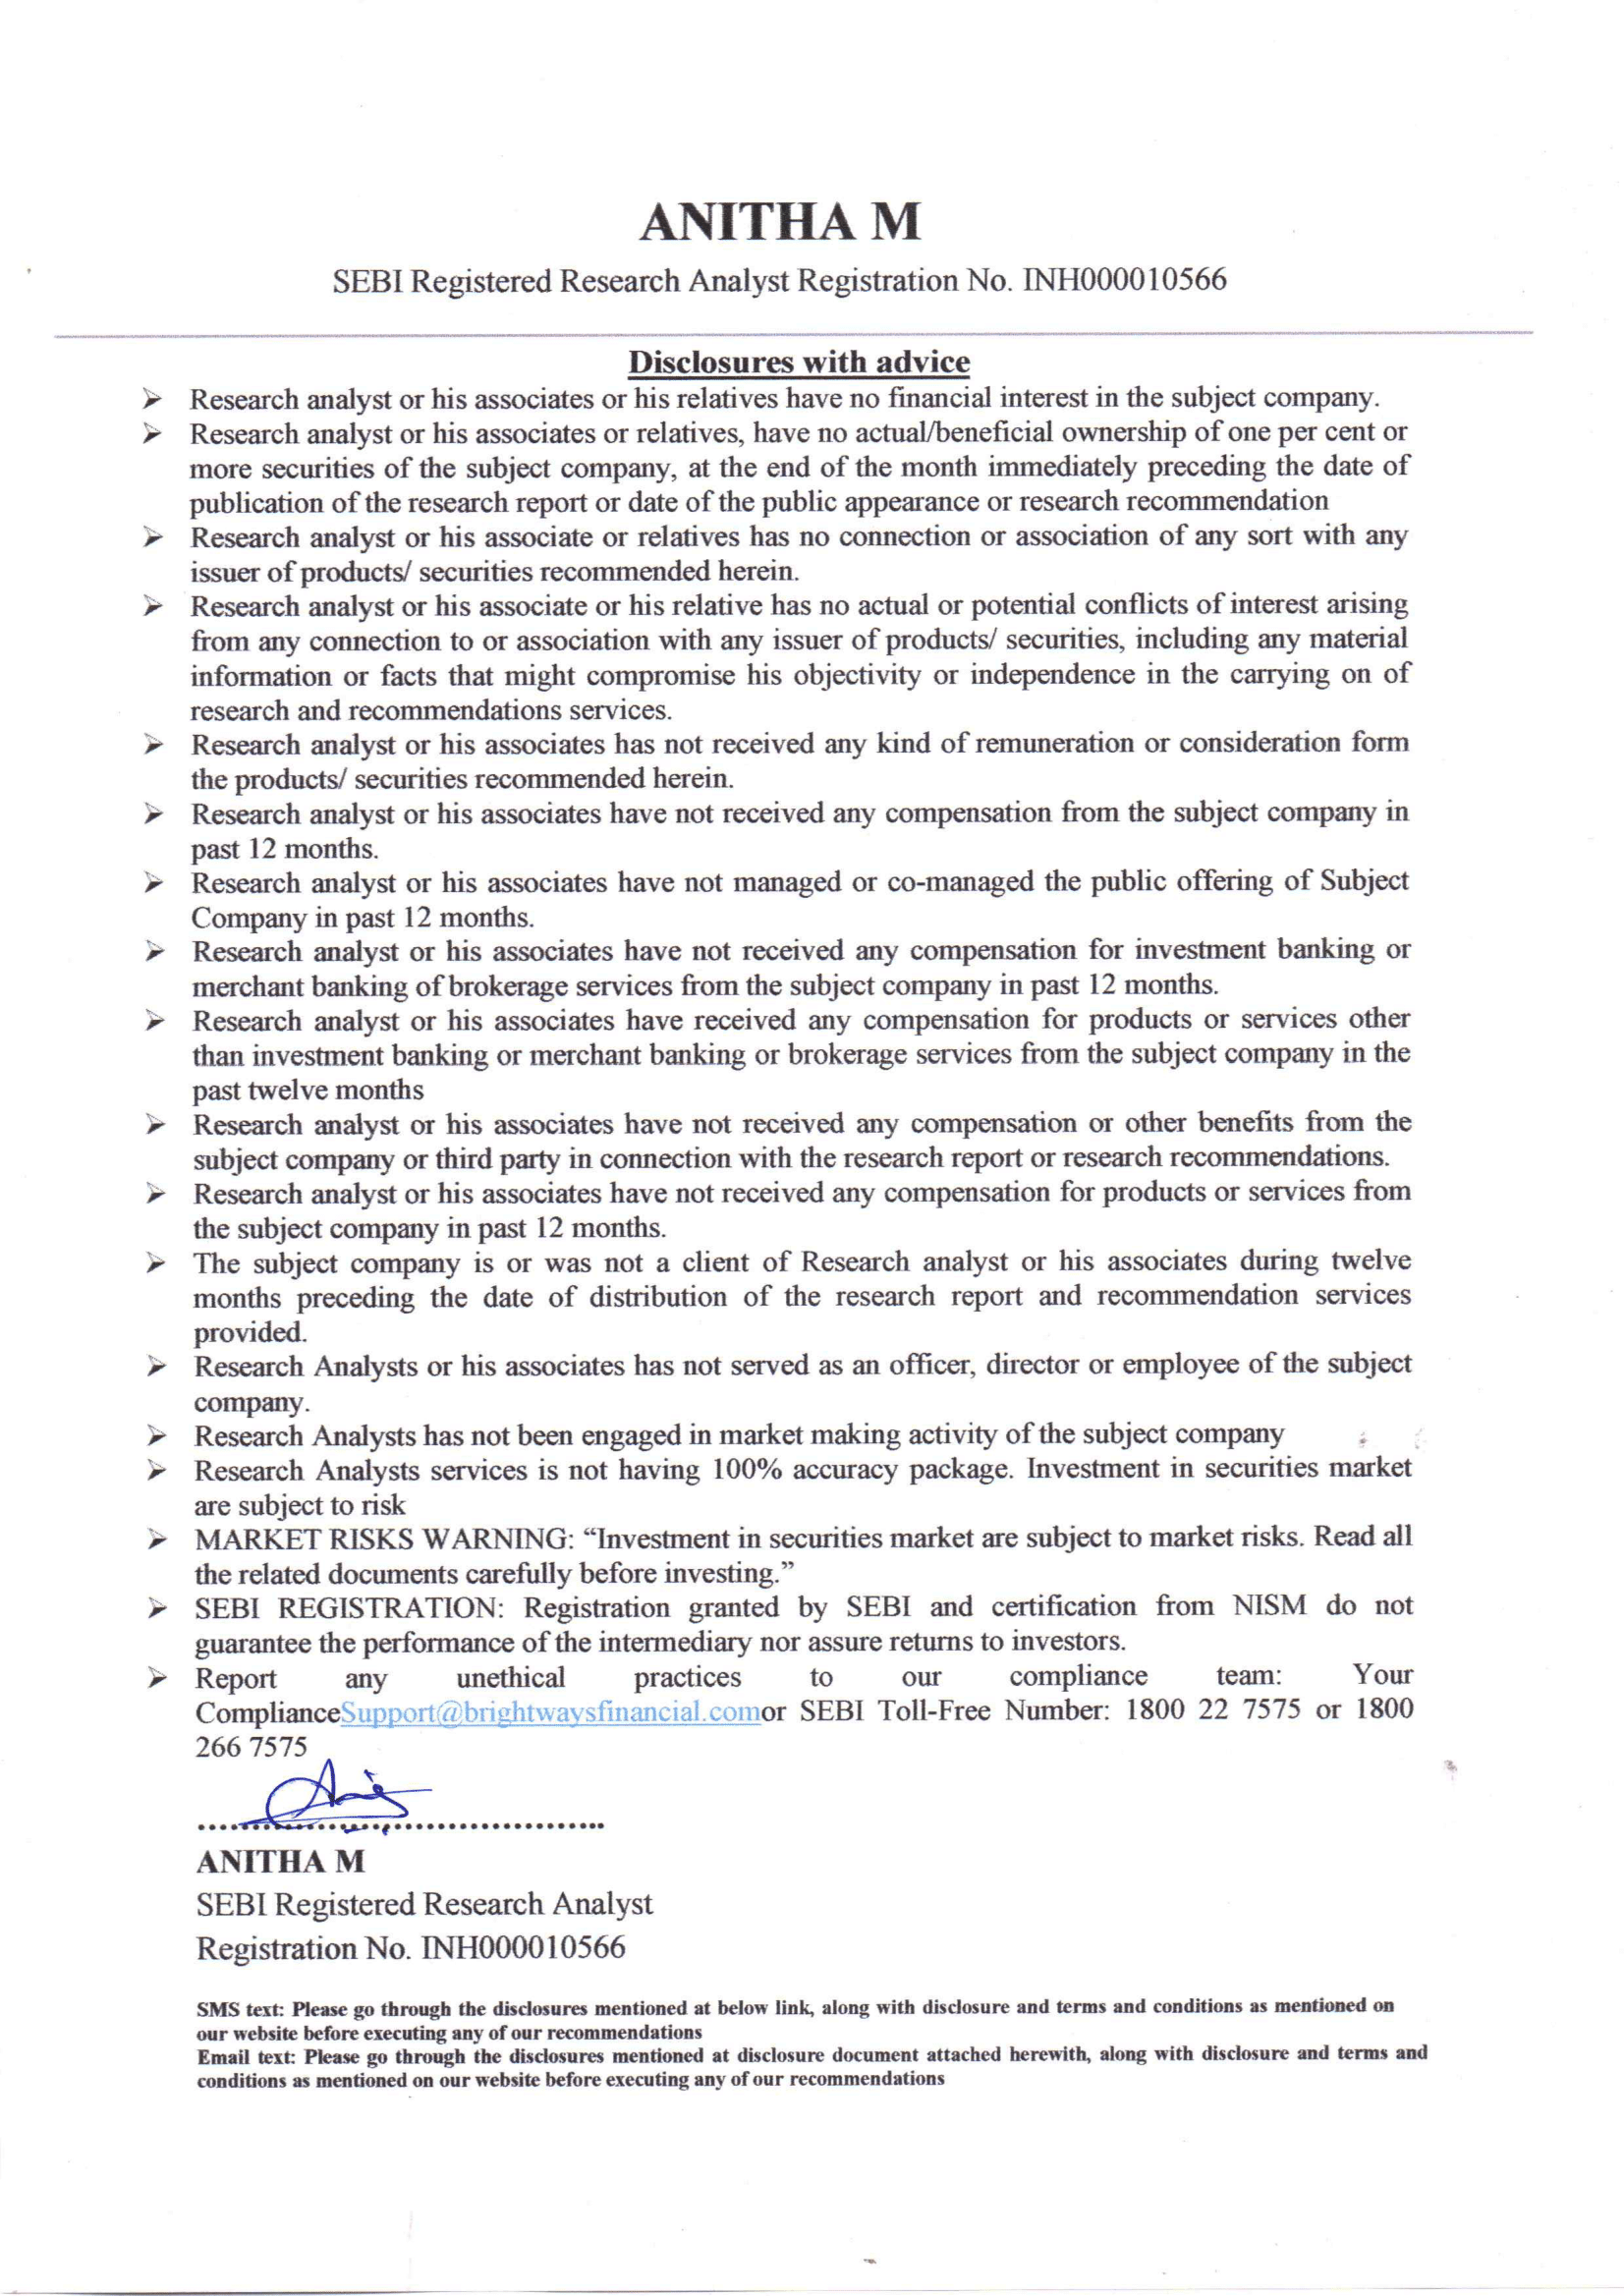 ANITHA M
SEBI Registered Research Analyst Registration No. INH000010566
Disclosures with advice
➢ Research analyst or his associates or his relatives have no financial interest in the subject company.
➢ Research analyst or his associates or relatives, have no actual/beneficial ownership of one per cent or
more securities of the subject company, at the end of the month immediately preceding the date of
publication of the research report or date of the public appearance or research recommendation
➢ Research analyst or his associate or relatives has no connection or association of any sort with any
issuer of products/ securities recommended herein.
➢ Research analyst or his associate or his relative has no actual or potential conflicts of interest arising
from any connection to or association with any issuer of products/ securities, including any material
information or facts that might compromise his objectivity or independence in the carrying on of
research and recommendations services.
➢ Research analyst or his associates has not received any kind of remuneration or consideration form
the products/ securities recommended herein.
➢ Research analyst or his associates have not received any compensation from the subject company in
past 12 months.
➢ Research analyst or his associates have not managed or co-managed the public offering of Subject
Company in past 12 months.
➢ Research analyst or his associates have not received any compensation for investment banking or
merchant banking of brokerage services from the subject company in past 12 months.
➢ Research analyst or his associates have received any compensation for products or services other
than investment banking or merchant banking or brokerage services from the subject company in the
past twelve months
➢ Research analyst or his associates have not received any compensation or other benefits from the
subject company or third party in connection with the research report or research recommendations.
➢ Research analyst or his associates have not received any compensation for products or services from
the subject company in past 12 months.
➢ The subject company is or was not a client of Research analyst or his associates during twelve
months preceding the date of distribution of the research report and recommendation services
provided.
➢ Research Analysts or his associates has not served as an officer, director or employee of the subject
company.
➢ Research Analysts has not been engaged in market making activity of the subject company
➢ Research Analysts services is not having 100% accuracy package. Investment in securities market
are subject to risk
➢ MARKET RISKS WARNING: “Investment in securities market are subject to market risks. Read all
the related documents carefully before investing.”
➢ SEBI REGISTRATION: Registration granted by SEBI and certification from NISM do not
guarantee the performance of the intermediary nor assure returns to investors.
➢ Report any unethical practices to our compliance team: Your
ComplianceSupport@brightwaysfinancial.comor SEBI Toll-Free Number: 1800 22 7575 or 1800
266 7575
ANITHA M
SEBI Registered Research Analyst
Registration No. INH000010566
SMS text: Please go through the disclosures mentioned at below link, along with disclosure and terms and conditions as mentioned on
our website before executing any of our recommendations
Email text: Please go through the disclosures mentioned at disclosure document attached herewith, along with disclosure and terms and
conditions as mentioned on our website before executing any of our recommendations